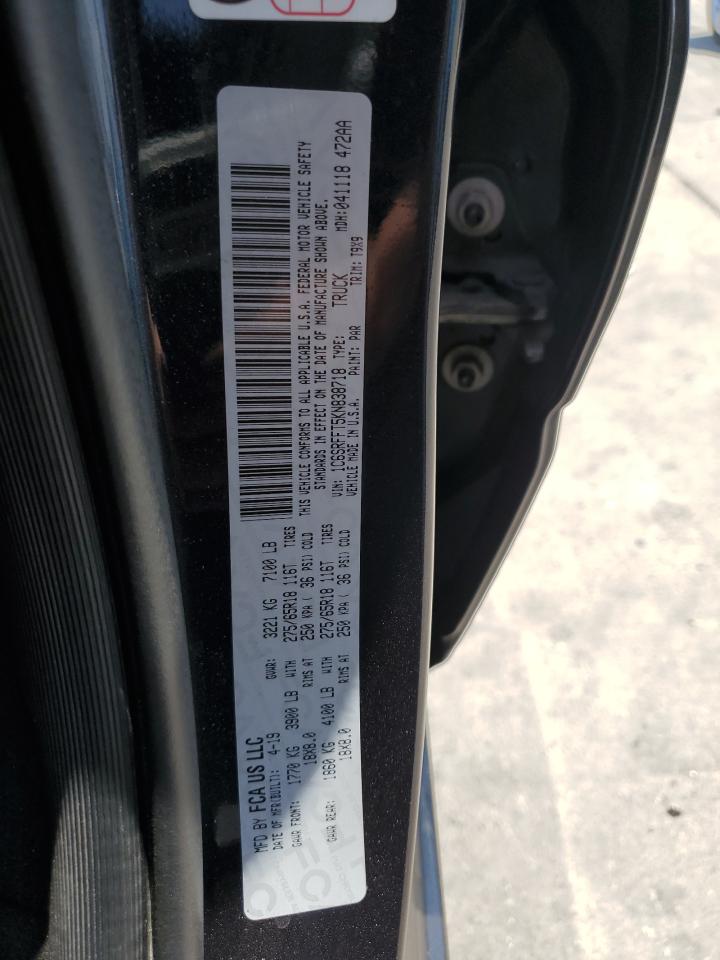 MFD BY FCA US LLC
DATE OF MFR(BUILT): 4-19 GVWR: 3221 KG 7100 LB
GAWR FRONT: 1770 KG 3900 LB WITH 275/65R18 116T TIRES
18X8.0 RIMS AT 250 KPA ( 36 PSI) COLD
GAWR REAR: 1860 KG 4100 LB WITH 275/65R18 116T TIRES
18X8.0 RIMS AT 250 KPA ( 36 PSI) COLD
THIS VEHICLE CONFORMS TO ALL APPLICABLE U.S.A. FEDERAL MOTOR VEHICLE SAFETY
STANDARDS IN EFFECT ON THE DATE OF MANUFACTURE SHOWN ABOVE.
VIN: 1C6SRFFT5KN838718 TYPE: TRUCK MDH:041118 472AA
VEHICLE MADE IN U.S.A. PAINT: PAR TRIM: T9X9